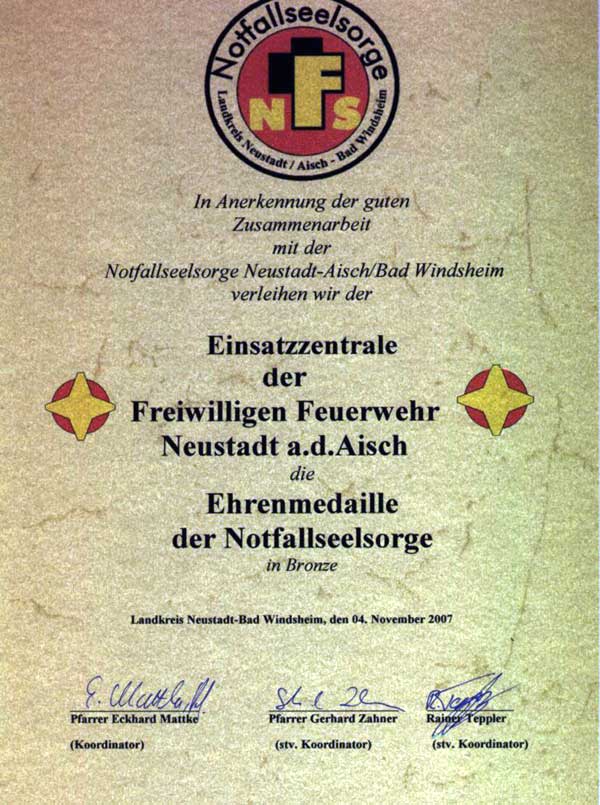 Notfallseelsorge
NFS
Landkreis Neustadt / Aisch - Bad Windsheim
In Anerkennung der guten
Zusammenarbeit
mit der
Notfallseelsorge Neustadt-Aisch/Bad Windsheim
verleihen wir der
Einsatzzentrale
der
Freiwilligen Feuerwehr
Neustadt a.d.Aisch
die
Ehrenmedaille
der Notfallseelsorge
in Bronze
Landkreis Neustadt-Bad Windsheim, den 04. November 2007
Pfarrer Eckhard Mattke Pfarrer Gerhard Zahner Rainer Teppler
(Koordinator) (stv. Koordinator) (stv. Koordinator)